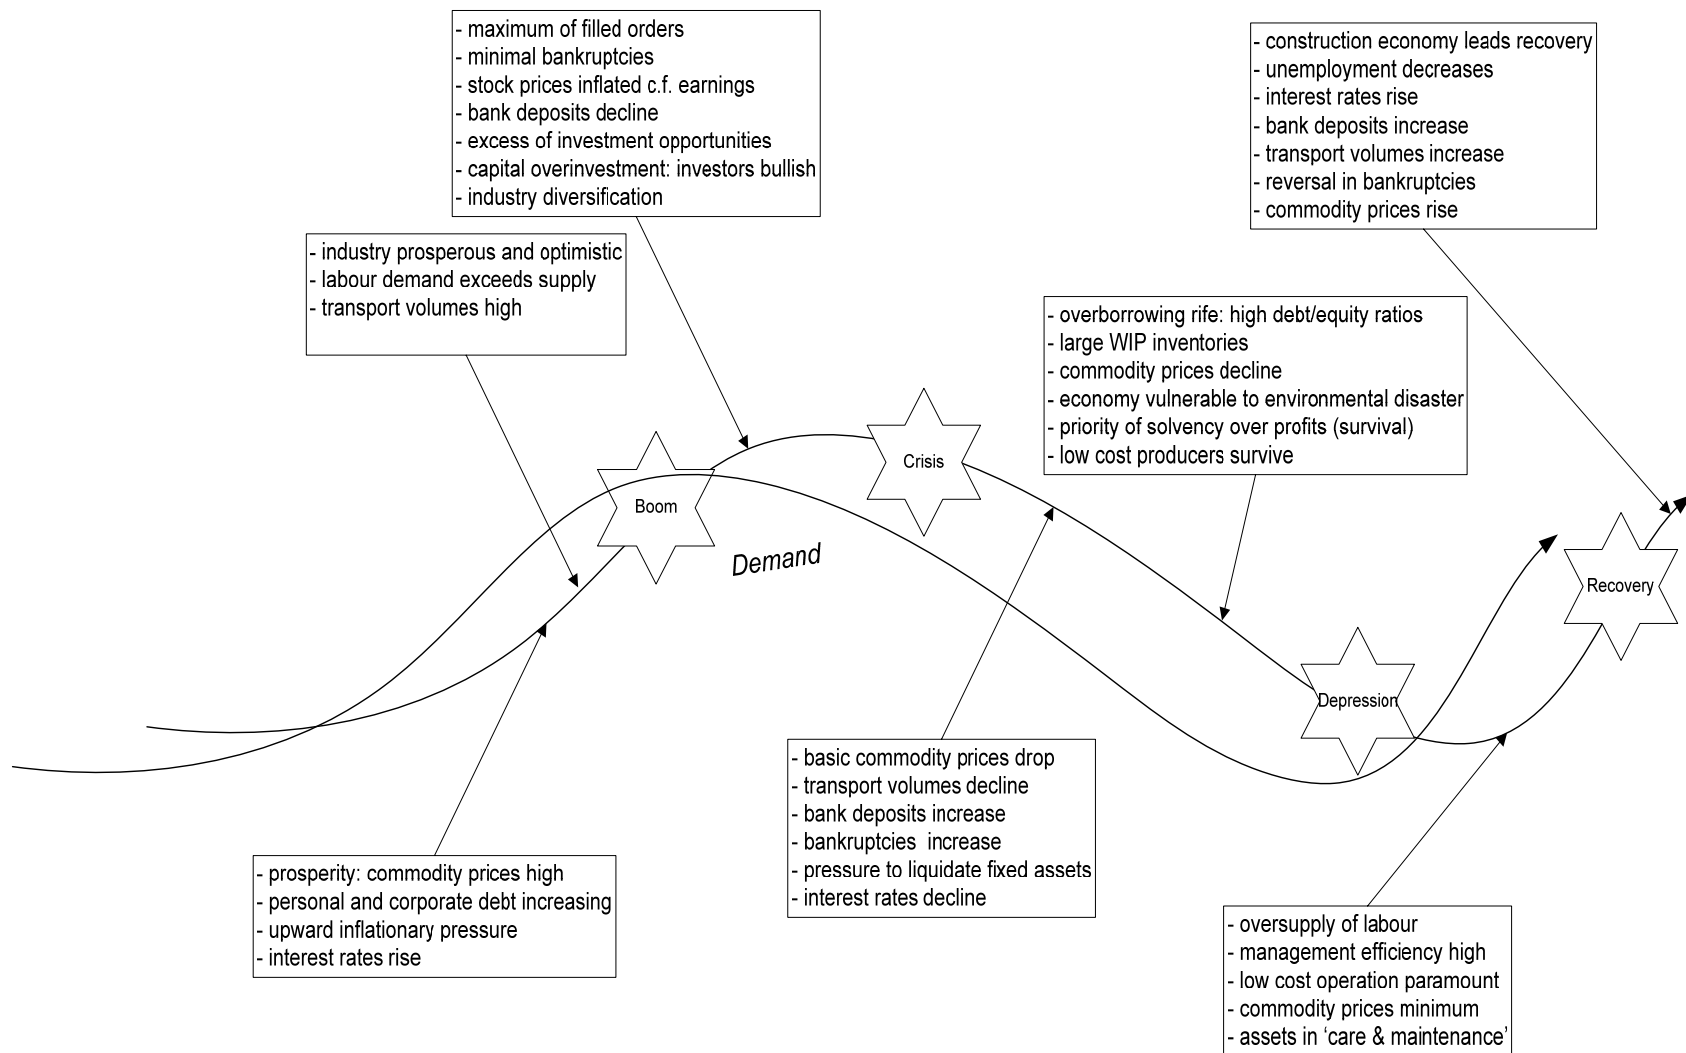 - maximum of filled orders
- minimal bankruptcies
- stock prices inflated c.f. earnings
- bank deposits decline
- excess of investment opportunities
- capital overinvestment: investors bullish
- industry diversification
- construction economy leads recovery
- unemployment decreases
- interest rates rise
- bank deposits increase
- transport volumes increase
- reversal in bankruptcies
- commodity prices rise
- industry prosperous and optimistic
- labour demand exceeds supply
- transport volumes high
- overborrowing rife: high debt/equity ratios
- large WIP inventories
- commodity prices decline
- economy vulnerable to environmental disaster
- priority of solvency over profits (survival)
- low cost producers survive
Crisis
Boom
Demand
Recovery
Depression
- basic commodity prices drop
- transport volumes decline
- bank deposits increase
- bankruptcies  increase
- pressure to liquidate fixed assets
- interest rates decline
- prosperity: commodity prices high
- personal and corporate debt increasing
- upward inflationary pressure
- interest rates rise
- oversupply of labour
- management efficiency high
- low cost operation paramount
- commodity prices minimum
- assets in ‘care & maintenance’